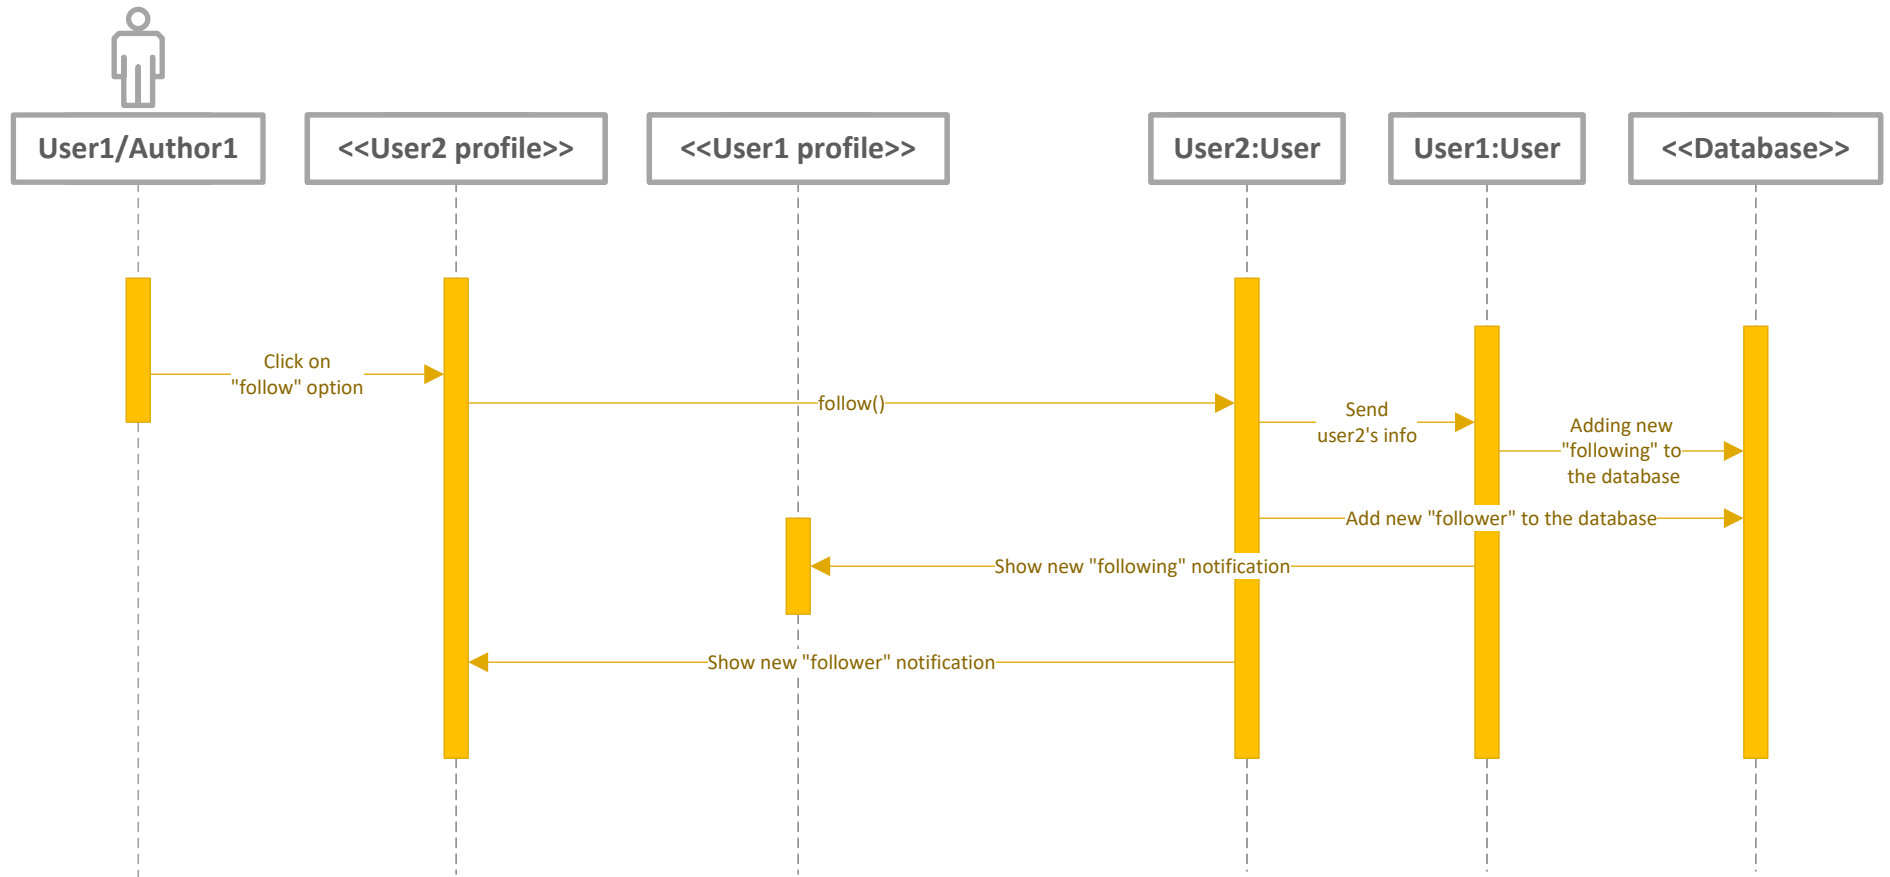 User1/Author1
<<User2 profile>>
<<User1 profile>>
User2:User
User1:User
<<Database>>
Click on
"follow" option
follow()
Send
user2's info
Adding new
"following" to
the database
Add new "follower" to the database
Show new "following" notification
Show new "follower" notification